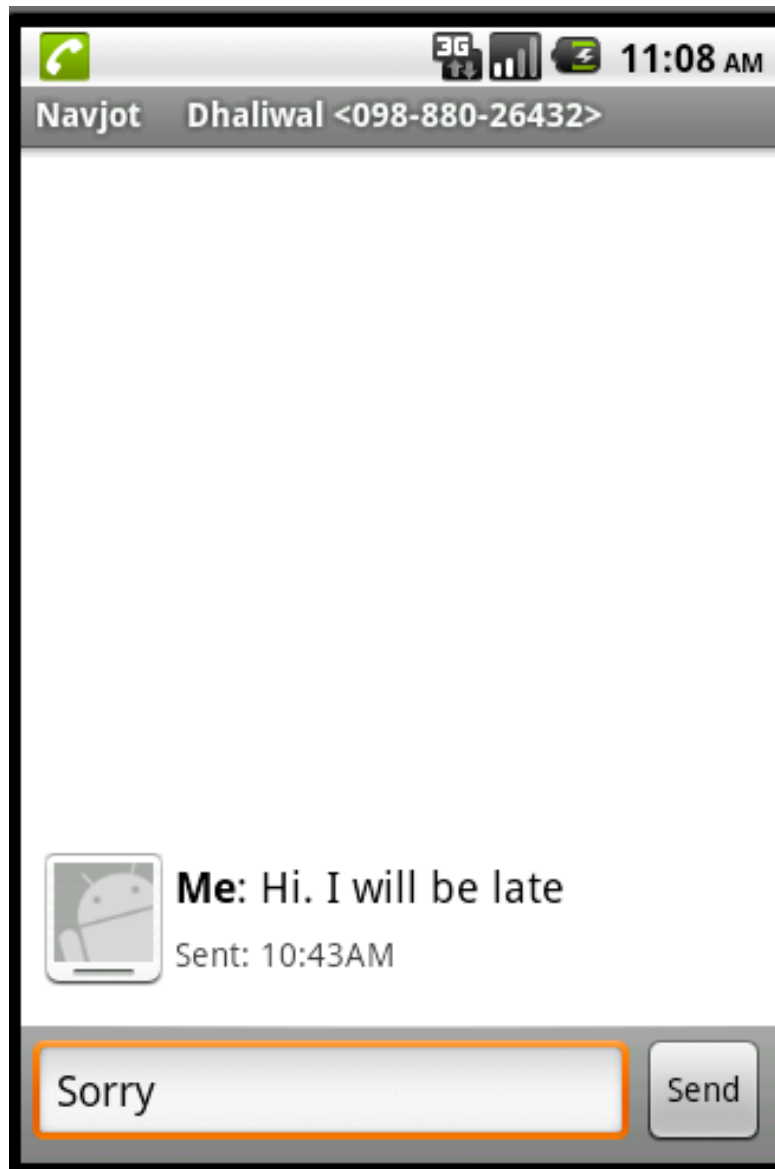 3G 11:08 AM
Navjot Dhaliwal <098-880-26432>
Me: Hi. I will be late
Sent: 10:43AM
Sorry
Send